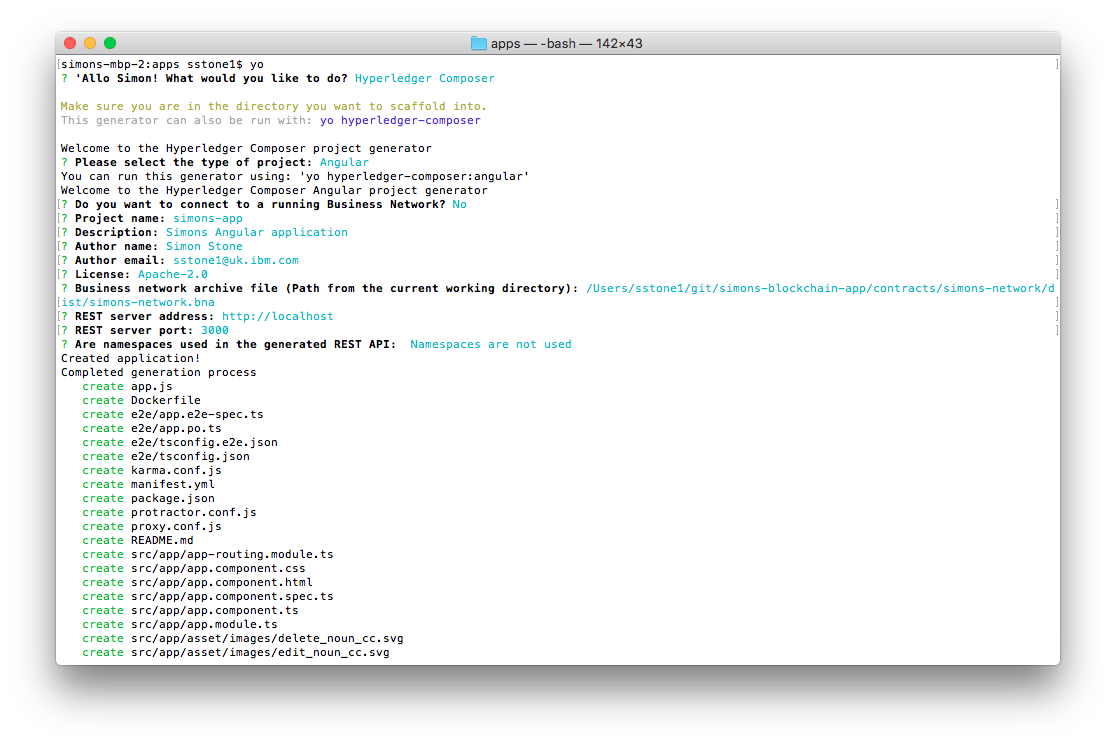 apps — -bash — 142×43
[simons-mbp-2:apps sstone1$ yo ]
? 'Allo Simon! What would you like to do? Hyperledger Composer
Make sure you are in the directory you want to scaffold into.
This generator can also be run with: yo hyperledger-composer
Welcome to the Hyperledger Composer project generator
? Please select the type of project: Angular
You can run this generator using: 'yo hyperledger-composer:angular'
Welcome to the Hyperledger Composer Angular project generator
[? Do you want to connect to a running Business Network? No ]
[? Project name: simons-app ]
[? Description: Simons Angular application ]
[? Author name: Simon Stone ]
[? Author email: sstone1@uk.ibm.com ]
[? License: Apache-2.0 ]
? Business network archive file (Path from the current working directory): /Users/sstone1/git/simons-blockchain-app/contracts/simons-network/d
[ist/simons-network.bna ]
[? REST server address: http://localhost ]
[? REST server port: 3000 ]
? Are namespaces used in the generated REST API: Namespaces are not used
Created application!
Completed generation process
create app.js
create Dockerfile
create e2e/app.e2e-spec.ts
create e2e/app.po.ts
create e2e/tsconfig.e2e.json
create e2e/tsconfig.json
create karma.conf.js
create manifest.yml
create package.json
create protractor.conf.js
create proxy.conf.js
create README.md
create src/app/app-routing.module.ts
create src/app/app.component.css
create src/app/app.component.html
create src/app/app.component.spec.ts
create src/app/app.component.ts
create src/app/app.module.ts
create src/app/asset/images/delete_noun_cc.svg
create src/app/asset/images/edit_noun_cc.svg